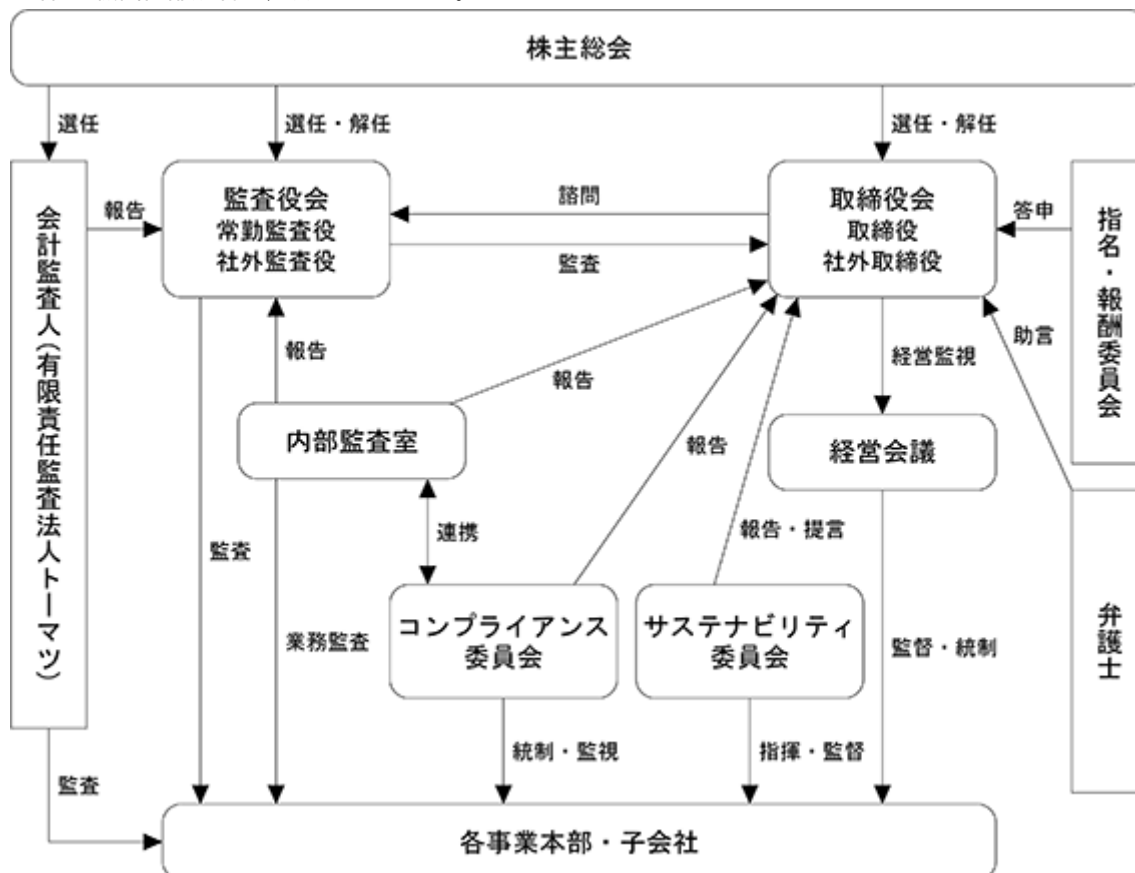 株主総会
選任
選任・解任
選任・解任
会計監査人(有限責任監査法人トーマツ)
報告
監査役会
常勤監査役
社外監査役
諮問
監査
取締役会
取締役
社外取締役
答申
指名・報酬委員会
助言
報告
報告
経営監視
内部監査室
報告
経営会議
連携
報告・提言
監査
業務監査
コンプライアンス
委員会
サステナビリティ
委員会
監督・統制
弁護士
統制・監視
指揮・監督
監査
各事業本部・子会社